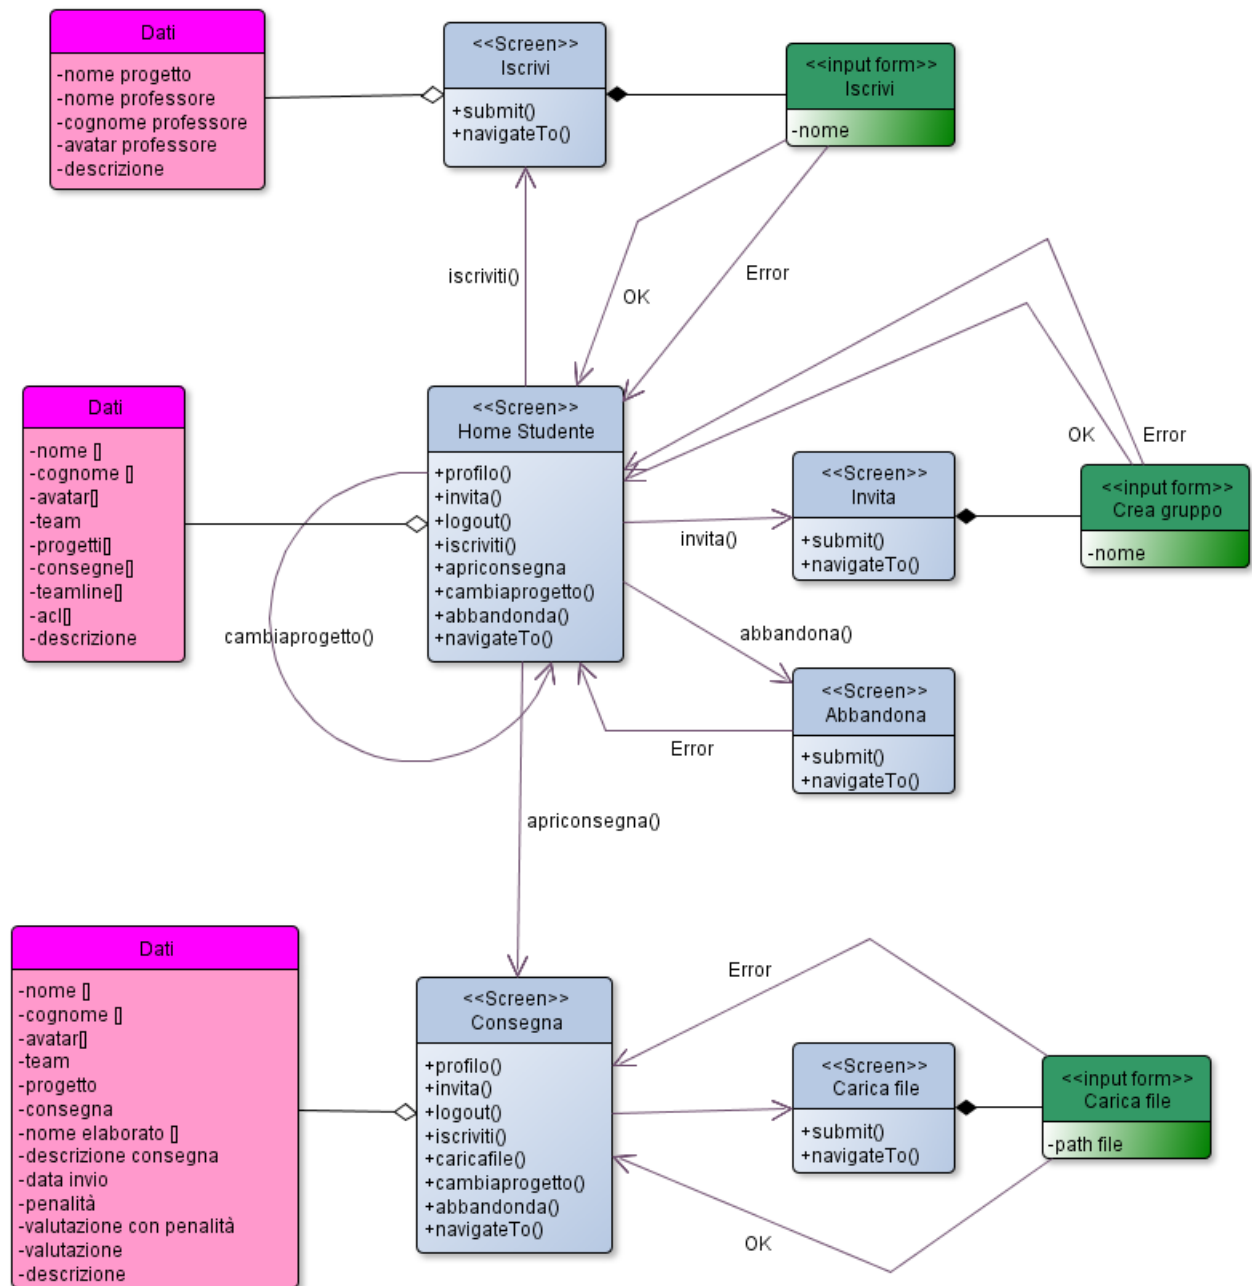 Dati
-nome progetto
-nome professore
-cognome professore
-avatar professore
-descrizione
<<Screen>>
Iscrivi
+submit()
+navigateTo()
<<input form>>
Iscrivi
-nome
iscriviti()
OK
Error
Dati
-nome []
-cognome []
-avatar[]
-team
-progetti[]
-consegne[]
-teamline[]
-acl[]
-descrizione
<<Screen>>
Home Studente
+profilo()
+invita()
+logout()
+iscriviti()
+apriconsegna
+cambiaprogetto()
+abbandonda()
+navigateTo()
cambiaprogetto()
invita()
<<Screen>>
Invita
+submit()
+navigateTo()
OK
Error
<<input form>>
Crea gruppo
-nome
abbandona()
<<Screen>>
Abbandona
+submit()
+navigateTo()
Error
apriconsegna()
Dati
-nome []
-cognome []
-avatar[]
-team
-progetto
-consegna
-nome elaborato []
-descrizione consegna
-data invio
-penalità
-valutazione con penalità
-valutazione
-descrizione
<<Screen>>
Consegna
+profilo()
+invita()
+logout()
+iscriviti()
+caricafile()
+cambiaprogetto()
+abbandonda()
+navigateTo()
Error
<<Screen>>
Carica file
+submit()
+navigateTo()
<<input form>>
Carica file
-path file
OK